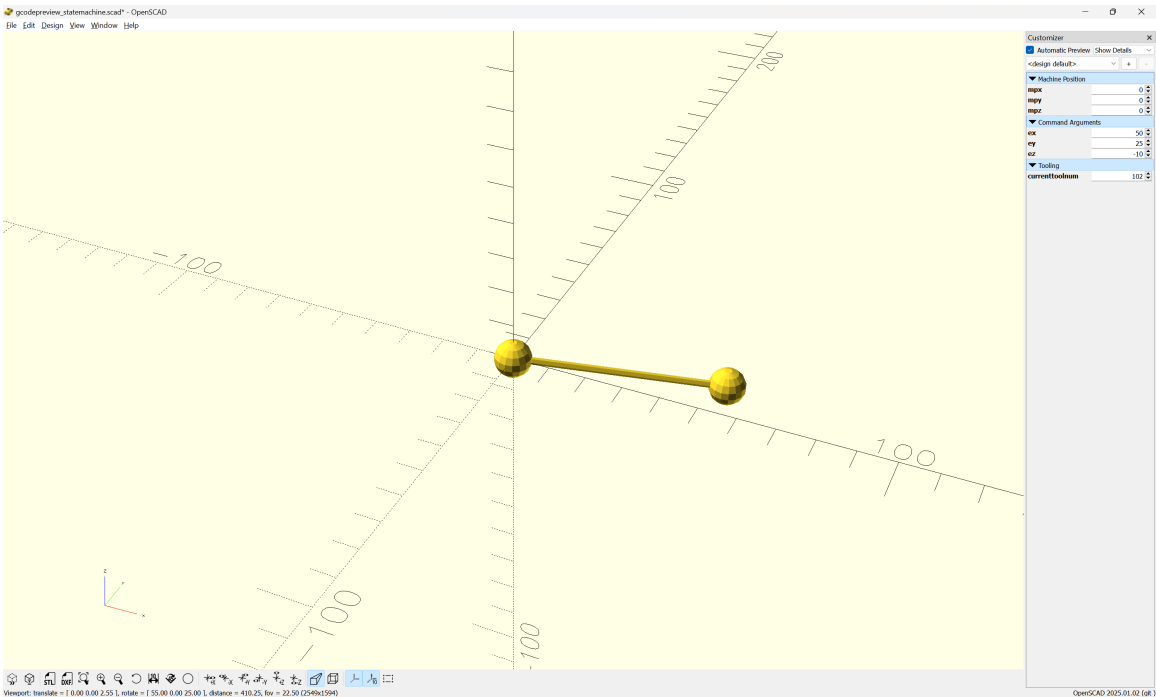 gcodepreview_statemachine.scad* - OpenSCAD
File Edit Design View Window Help
Customizer
Automatic Preview Show Details
<design default> + -
Machine Position
mpx 0
mpy 0
mpz 0
Command Arguments
ex 50
ey 25
ez -10
Tooling
currenttoolnum 102
200
100
- 100
100
- 100
- 100
z
y
x
STL DXF
Viewport: translate = [ 0.00 0.00 2.55 ], rotate = [ 55.00 0.00 25.00 ], distance = 410.25, fov = 22.50 (2549x1594)
OpenSCAD 2025.01.02 (git)